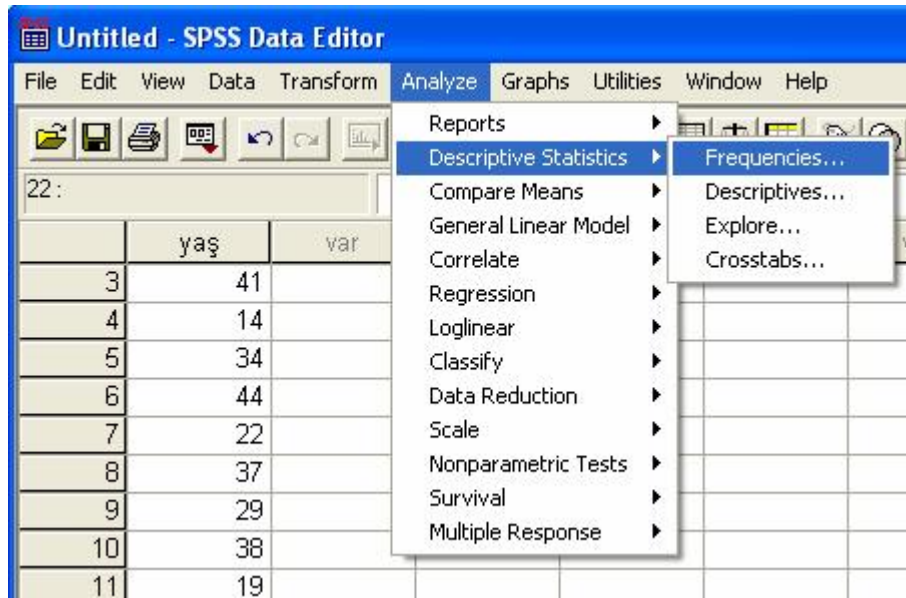 Untitled - SPSS Data Editor
File Edit View Data Transform Analyze Graphs Utilities Window Help
Reports
Descriptive Statistics
Frequencies...
22 :
Compare Means
Descriptives...
General Linear Model
Explore...
yaş
var
Correlate
Crosstabs...
3 41
Regression
4 14
Loglinear
5 34
Classify
6 44
Data Reduction
7 22
Scale
8 37
Nonparametric Tests
9 29
Survival
10 38
Multiple Response
11 19